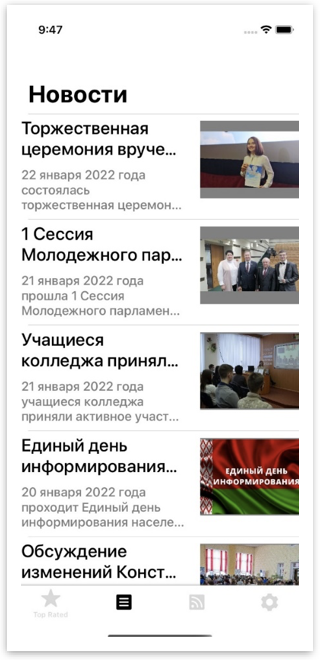 9:47
Новости
Торжественная
церемония вруче...
22 января 2022 года
состоялась
торжественная церемон...
1 Сессия
Молодежного пар...
21 января 2022 года
прошла 1 Сессия
Молодежного парламен...
Учащиеся
колледжа принял...
21 января 2022 года
учащиеся колледжа
приняли активное участ...
Единый день
информирования...
20 января 2022 года
проходит Единый день
информирования населе...
ЕДИНЫЙ ДЕНЬ
ИНФОРМИРОВАНИЯ
Обсуждение
изменений Конст...
Top Rated